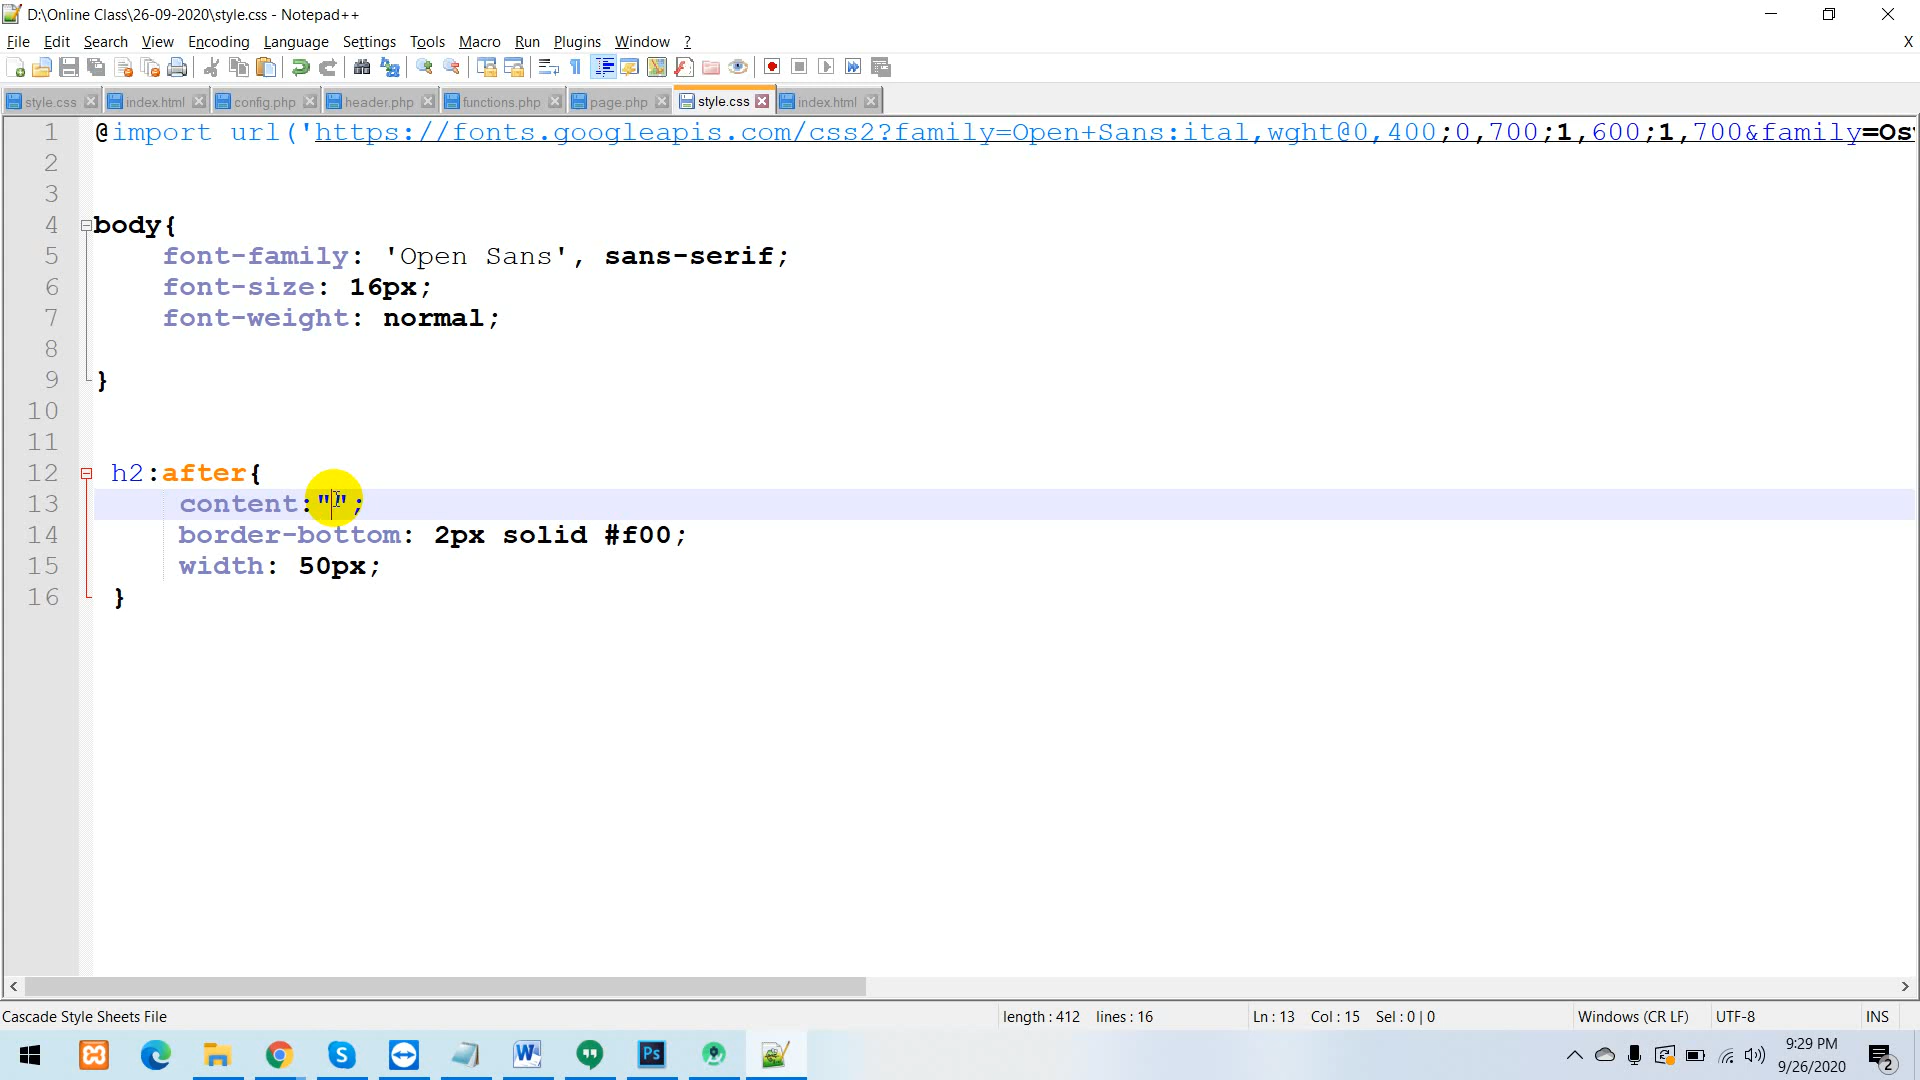 D:\Online Class\26-09-2020\style.css - Notepad++
File Edit Search View Encoding Language Settings Tools Macro Run Plugins Window ? X
style.css index.html config.php header.php functions.php page.php style.css index.html
1 @import url('https://fonts.googleapis.com/css2?family=Open+Sans:ital,wght@0,400;0,700;1,600;1,700&family=Os
2
3
4 body{
5 font-family: 'Open Sans', sans-serif;
6 font-size: 16px;
7 font-weight: normal;
8
9 }
10
11
12 h2:after{
13 content:"";
14 border-bottom: 2px solid #f00;
15 width: 50px;
16 }
Cascade Style Sheets File length : 412 lines : 16 Ln : 13 Col : 15 Sel : 0 | 0 Windows (CR LF) UTF-8 INS
W Ps 9:29 PM
9/26/2020 2